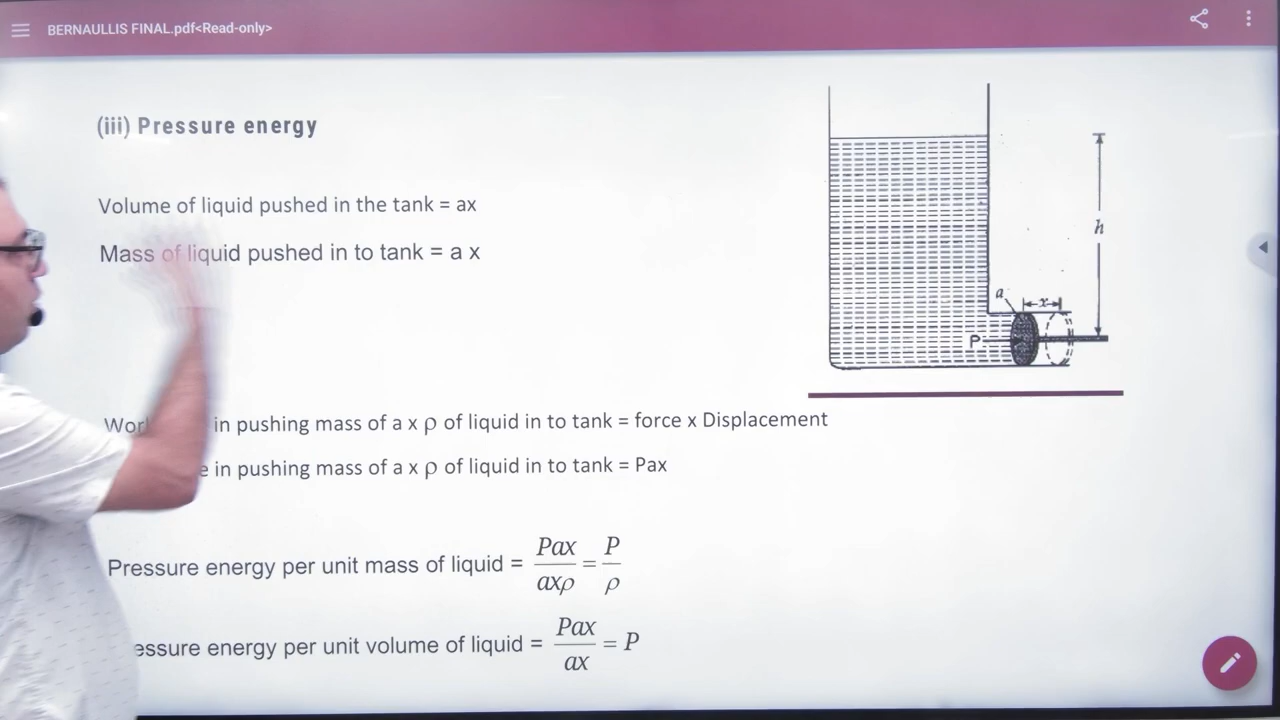 BERNAULLIS FINAL.pdf<Read-only>
(iii) Pressure energy
Volume of liquid pushed in the tank = ax
Mass of liquid pushed in to tank = a x
h
a
x
P
in pushing mass of a x ρ of liquid in to tank = force x Displacement
in pushing mass of a x ρ of liquid in to tank = Pax
Pressure energy per unit mass of liquid = Pax/axρ = P/ρ
essure energy per unit volume of liquid = Pax/ax = P